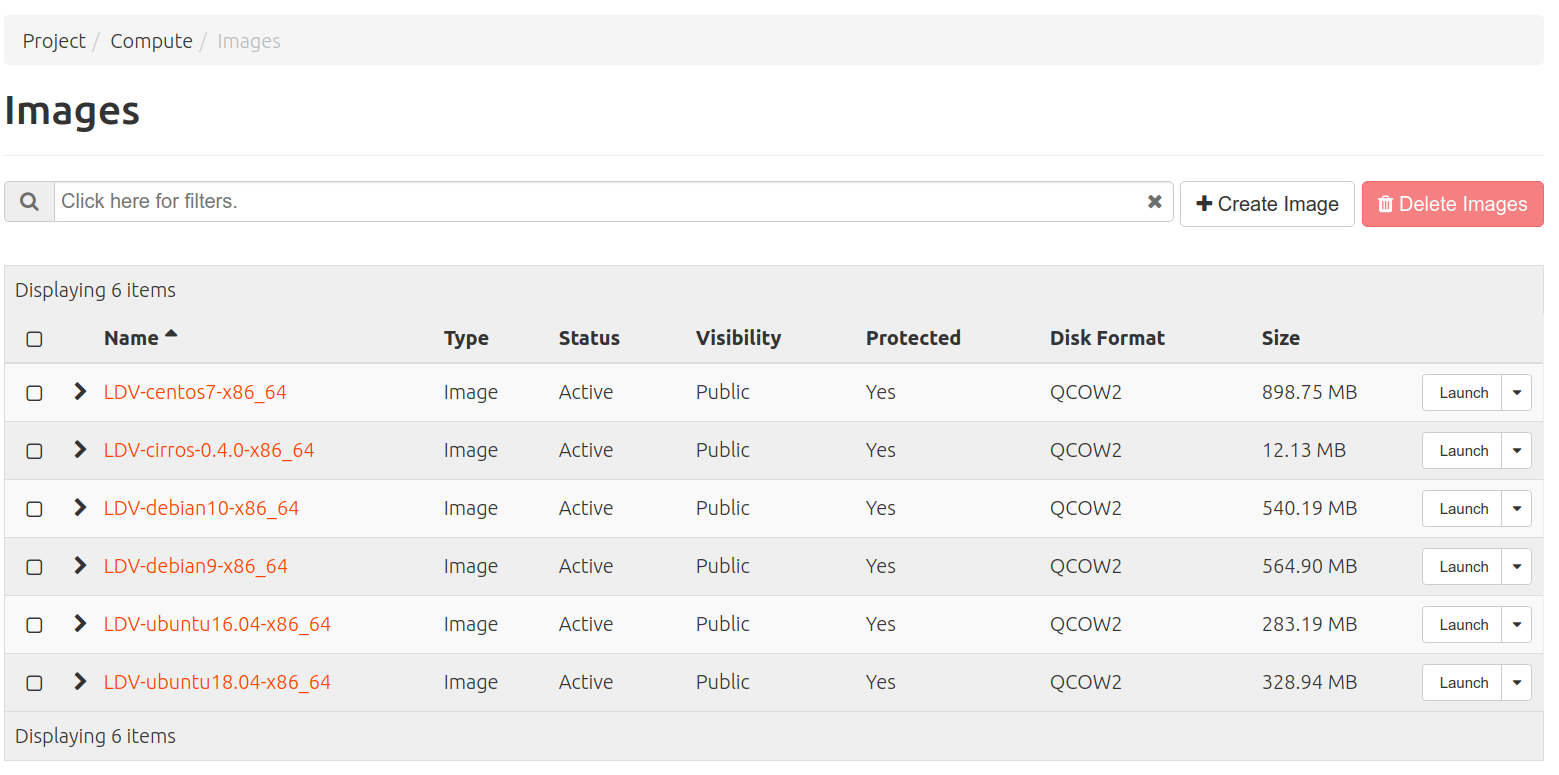 Project / Compute / Images
Images
Click here for filters. Create Image Delete Images
Displaying 6 items
Name Type Status Visibility Protected Disk Format Size
LDV-centos7-x86_64 Image Active Public Yes QCOW2 898.75 MB Launch
LDV-cirros-0.4.0-x86_64 Image Active Public Yes QCOW2 12.13 MB Launch
LDV-debian10-x86_64 Image Active Public Yes QCOW2 540.19 MB Launch
LDV-debian9-x86_64 Image Active Public Yes QCOW2 564.90 MB Launch
LDV-ubuntu16.04-x86_64 Image Active Public Yes QCOW2 283.19 MB Launch
LDV-ubuntu18.04-x86_64 Image Active Public Yes QCOW2 328.94 MB Launch
Displaying 6 items